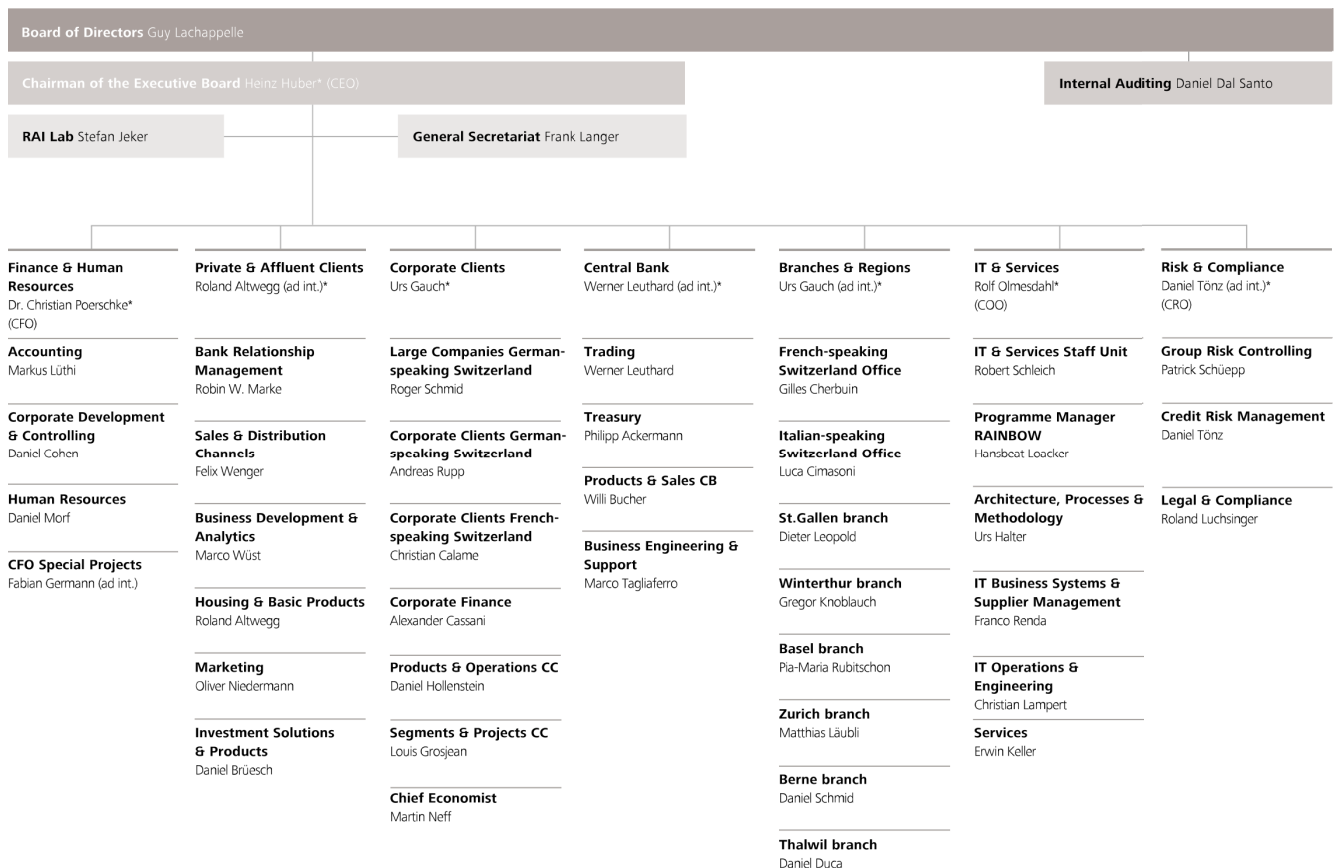 Board of Directors Guy Lachappelle
Chairman of the Executive Board Heinz Huber* (CEO)
Internal Auditing Daniel Dal Santo
RAI Lab Stefan Jeker
General Secretariat Frank Langer
Finance & Human
Resources
Dr. Christian Poerschke*
(CFO)
Accounting
Markus Lüthi
Corporate Development
& Controlling
Daniel Cohen
Human Resources
Daniel Morf
CFO Special Projects
Fabian Germann (ad int.)
Private & Affluent Clients
Roland Altwegg (ad int.)*
Bank Relationship
Management
Robin W. Marke
Sales & Distribution
Channels
Felix Wenger
Business Development &
Analytics
Marco Wüst
Housing & Basic Products
Roland Altwegg
Marketing
Oliver Niedermann
Investment Solutions
& Products
Daniel Brüesch
Corporate Clients
Urs Gauch*
Large Companies German-
speaking Switzerland
Roger Schmid
Corporate Clients German-
speaking Switzerland
Andreas Rupp
Corporate Clients French-
speaking Switzerland
Christian Calame
Corporate Finance
Alexander Cassani
Products & Operations CC
Daniel Hollenstein
Segments & Projects CC
Louis Grosjean
Chief Economist
Martin Neff
Central Bank
Werner Leuthard (ad int.)*
Trading
Werner Leuthard
Treasury
Philipp Ackermann
Products & Sales CB
Willi Bucher
Business Engineering &
Support
Marco Tagliaferro
Branches & Regions
Urs Gauch (ad int.)*
French-speaking
Switzerland Office
Gilles Cherbuin
Italian-speaking
Switzerland Office
Luca Cimasoni
St.Gallen branch
Dieter Leopold
Winterthur branch
Gregor Knoblauch
Basel branch
Pia-Maria Rubitschon
Zurich branch
Matthias Läubli
Berne branch
Daniel Schmid
Thalwil branch
Daniel Duca
IT & Services
Rolf Olmesdahl*
(COO)
IT & Services Staff Unit
Robert Schleich
Programme Manager
RAINBOW
Hansbeat Loacker
Architecture, Processes &
Methodology
Urs Halter
IT Business Systems &
Supplier Management
Franco Renda
IT Operations &
Engineering
Christian Lampert
Services
Erwin Keller
Risk & Compliance
Daniel Tönz (ad int.)*
(CRO)
Group Risk Controlling
Patrick Schüepp
Credit Risk Management
Daniel Tönz
Legal & Compliance
Roland Luchsinger